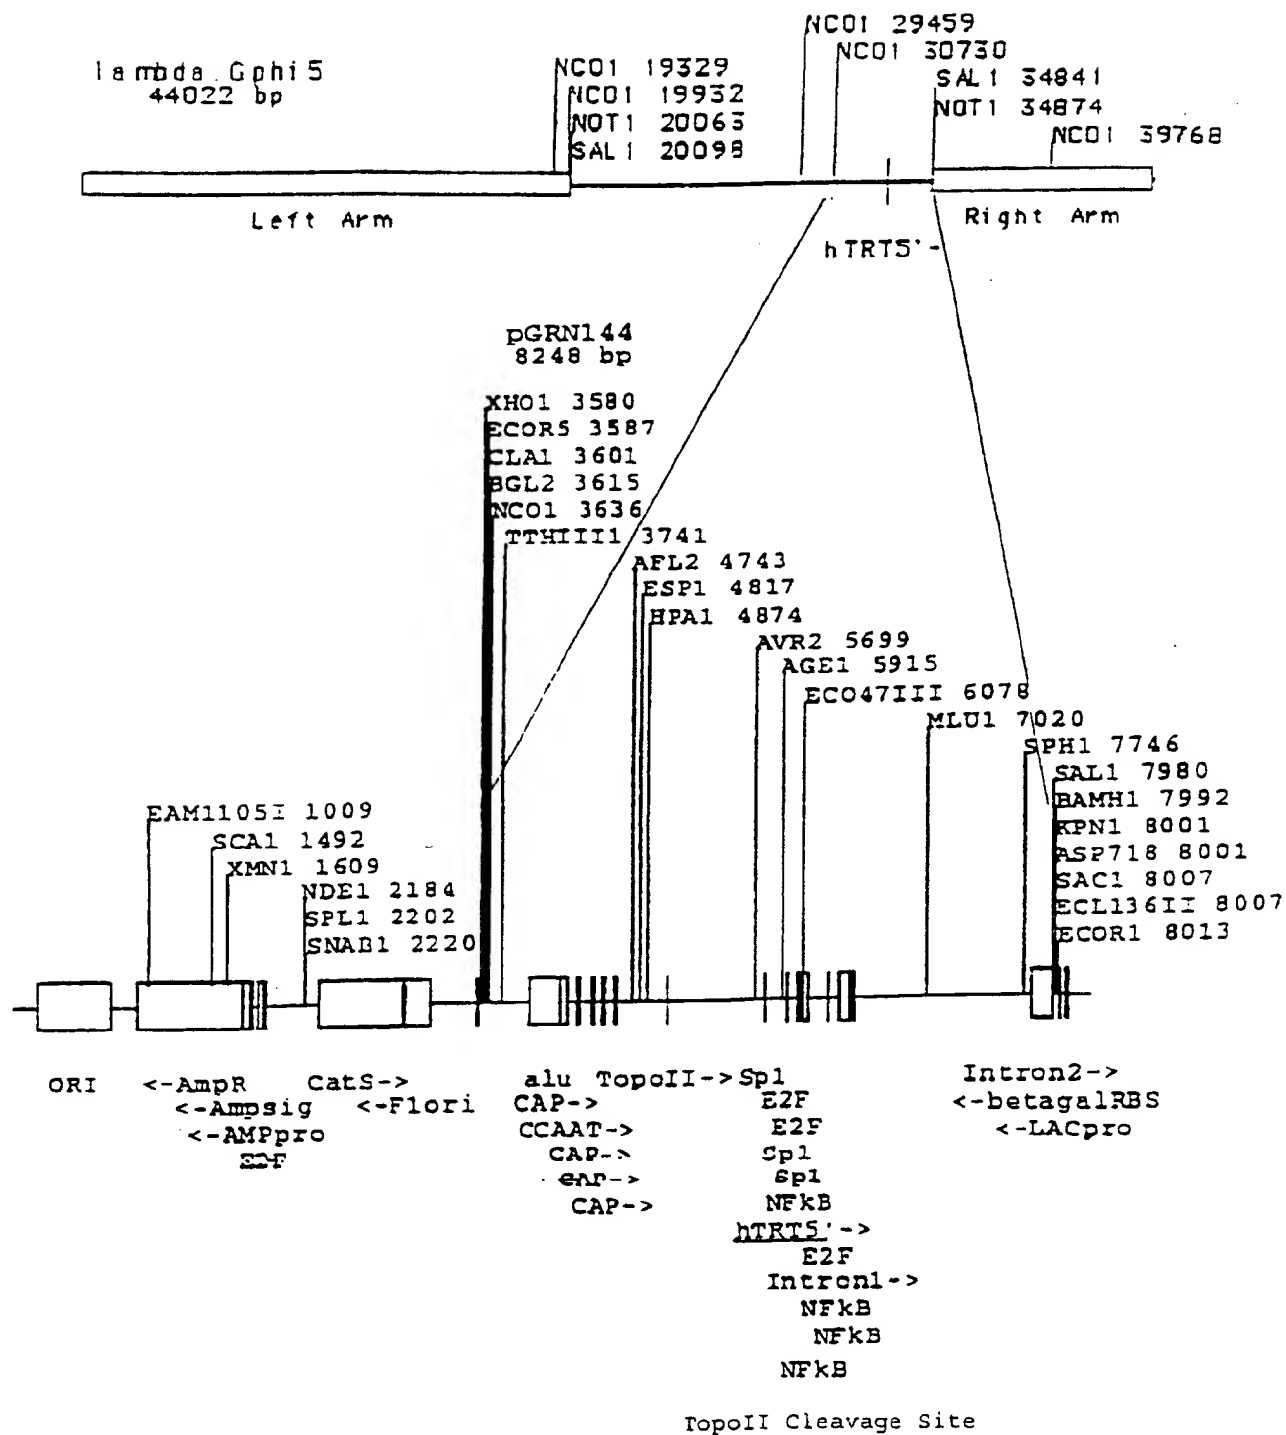 lambda Gphi5
44022 bp
NCO1 19329
NCO1 19932
NOT1 20063
SAL1 20098
NCO1 29459
NCO1 30730
SAL1 34841
NOT1 34874
NCO1 39768
Left Arm
Right Arm
hTRT5'-
pGRN144
8248 bp
XHO1 3580
ECOR5 3587
CLA1 3601
BGL2 3615
NCO1 3636
TTHIII1 3741
AFL2 4743
ESP1 4817
HPA1 4874
AVR2 5699
AGE1 5915
ECO47III 6078
MLU1 7020
SPH1 7746
SAL1 7980
BAMH1 7992
KPN1 8001
ASP718 8001
SAC1 8007
ECL136II 8007
ECOR1 8013
EAM1105I 1009
SCA1 1492
XMN1 1609
NDE1 2184
SPL1 2202
SNAB1 2220
ORI
<-AmpR
<-Ampsig
<-AMPpro
E2F
CatS->
<-F1ori
alu
CAP->
CCAAT->
CAP->
CAP->
CAP->
TopoII->
Sp1
E2F
E2F
Sp1
Sp1
NFkB
hTRT5'->
E2F
Intron1->
NFkB
NFkB
NFkB
Intron2->
<-betagalRBS
<-LACpro
TopoII Cleavage Site